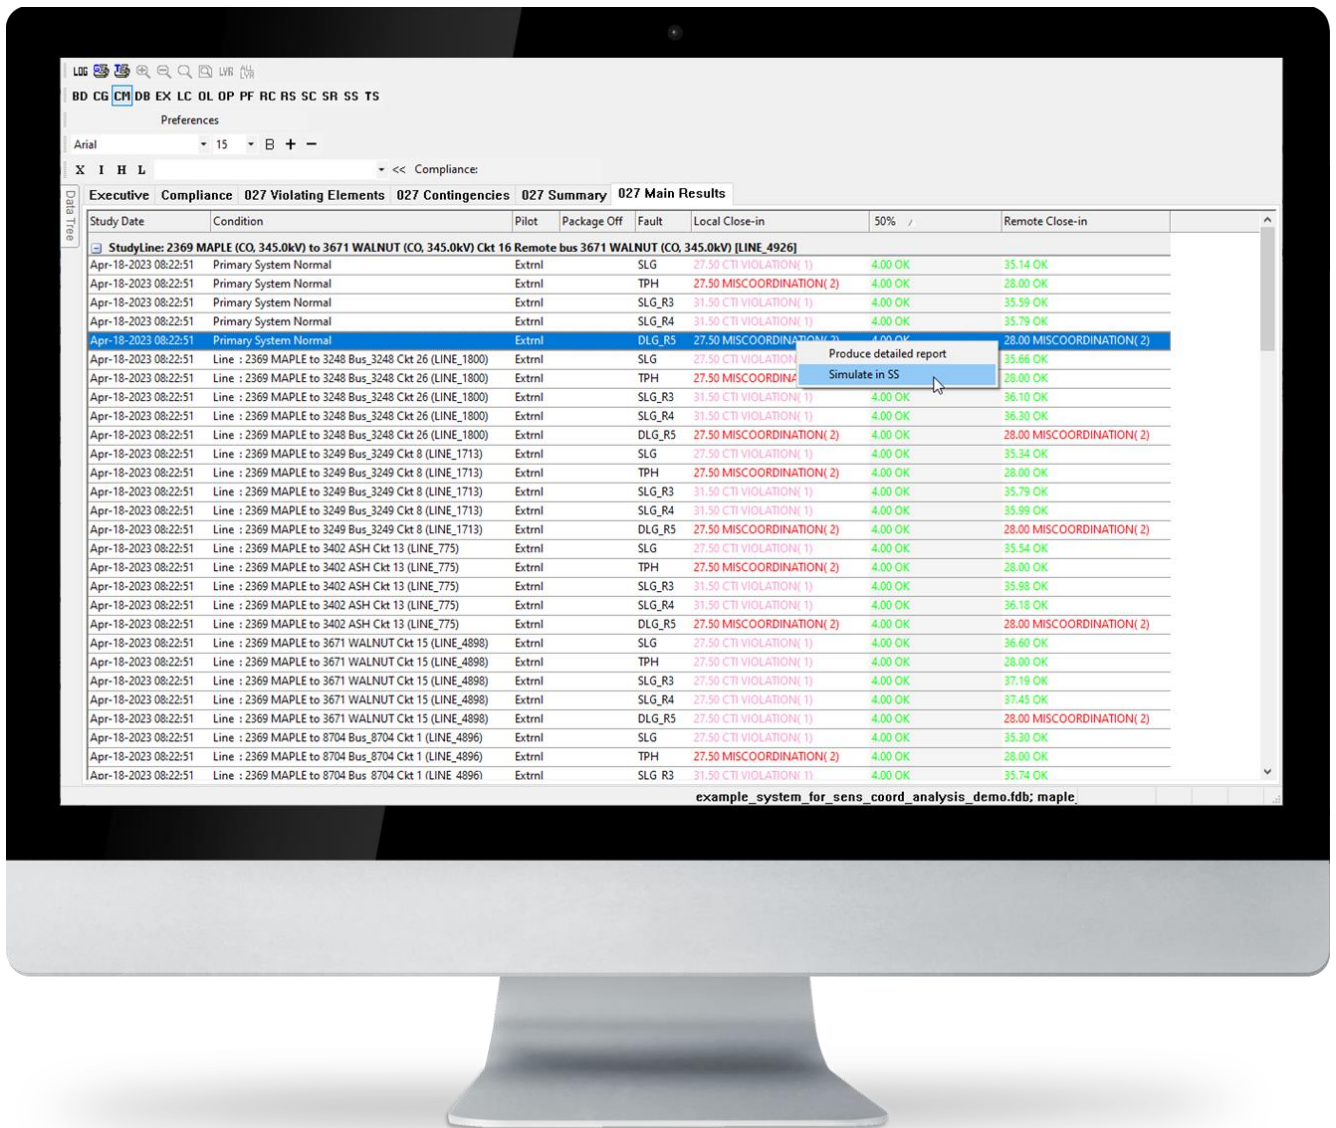 LOG LVR
BD CG CM DB EX LC OL OP PF RC RS SC SR SS TS
Preferences
Arial 15 B + −
X I H L << Compliance:
Data Tree
Executive Compliance 027 Violating Elements 027 Contingencies 027 Summary 027 Main Results
Study Date Condition Pilot Package Off Fault Local Close-in 50% / Remote Close-in
StudyLine: 2369 MAPLE (CO, 345.0kV) to 3671 WALNUT (CO, 345.0kV) Ckt 16 Remote bus 3671 WALNUT (CO, 345.0kV) [LINE_4926]
Apr-18-2023 08:22:51 Primary System Normal Extrnl SLG 27.50 CTI VIOLATION( 1) 4.00 OK 35.14 OK
Apr-18-2023 08:22:51 Primary System Normal Extrnl TPH 27.50 MISCOORDINATION( 2) 4.00 OK 28.00 OK
Apr-18-2023 08:22:51 Primary System Normal Extrnl SLG_R3 31.50 CTI VIOLATION( 1) 4.00 OK 35.59 OK
Apr-18-2023 08:22:51 Primary System Normal Extrnl SLG_R4 31.50 CTI VIOLATION( 1) 4.00 OK 35.79 OK
Apr-18-2023 08:22:51 Primary System Normal Extrnl DLG_R5 27.50 MISCOORDINATION( 2) 4.00 OK 28.00 MISCOORDINATION( 2)
Produce detailed report
Apr-18-2023 08:22:51 Line : 2369 MAPLE to 3248 Bus_3248 Ckt 26 (LINE_1800) Extrnl SLG 27.50 CTI VIOLATION 35.66 OK
Simulate in SS
Apr-18-2023 08:22:51 Line : 2369 MAPLE to 3248 Bus_3248 Ckt 26 (LINE_1800) Extrnl TPH 27.50 MISCOORDINA 28.00 OK
Apr-18-2023 08:22:51 Line : 2369 MAPLE to 3248 Bus_3248 Ckt 26 (LINE_1800) Extrnl SLG_R3 31.50 CTI VIOLATION( 1) 4.00 OK 36.10 OK
Apr-18-2023 08:22:51 Line : 2369 MAPLE to 3248 Bus_3248 Ckt 26 (LINE_1800) Extrnl SLG_R4 31.50 CTI VIOLATION( 1) 4.00 OK 36.30 OK
Apr-18-2023 08:22:51 Line : 2369 MAPLE to 3248 Bus_3248 Ckt 26 (LINE_1800) Extrnl DLG_R5 27.50 MISCOORDINATION( 2) 4.00 OK 28.00 MISCOORDINATION( 2)
Apr-18-2023 08:22:51 Line : 2369 MAPLE to 3249 Bus_3249 Ckt 8 (LINE_1713) Extrnl SLG 27.50 CTI VIOLATION( 1) 4.00 OK 35.34 OK
Apr-18-2023 08:22:51 Line : 2369 MAPLE to 3249 Bus_3249 Ckt 8 (LINE_1713) Extrnl TPH 27.50 MISCOORDINATION( 2) 4.00 OK 28.00 OK
Apr-18-2023 08:22:51 Line : 2369 MAPLE to 3249 Bus_3249 Ckt 8 (LINE_1713) Extrnl SLG_R3 31.50 CTI VIOLATION( 1) 4.00 OK 35.79 OK
Apr-18-2023 08:22:51 Line : 2369 MAPLE to 3249 Bus_3249 Ckt 8 (LINE_1713) Extrnl SLG_R4 31.50 CTI VIOLATION( 1) 4.00 OK 35.99 OK
Apr-18-2023 08:22:51 Line : 2369 MAPLE to 3249 Bus_3249 Ckt 8 (LINE_1713) Extrnl DLG_R5 27.50 MISCOORDINATION( 2) 4.00 OK 28.00 MISCOORDINATION( 2)
Apr-18-2023 08:22:51 Line : 2369 MAPLE to 3402 ASH Ckt 13 (LINE_775) Extrnl SLG 27.50 CTI VIOLATION( 1) 4.00 OK 35.54 OK
Apr-18-2023 08:22:51 Line : 2369 MAPLE to 3402 ASH Ckt 13 (LINE_775) Extrnl TPH 27.50 MISCOORDINATION( 2) 4.00 OK 28.00 OK
Apr-18-2023 08:22:51 Line : 2369 MAPLE to 3402 ASH Ckt 13 (LINE_775) Extrnl SLG_R3 31.50 CTI VIOLATION( 1) 4.00 OK 35.98 OK
Apr-18-2023 08:22:51 Line : 2369 MAPLE to 3402 ASH Ckt 13 (LINE_775) Extrnl SLG_R4 31.50 CTI VIOLATION( 1) 4.00 OK 36.18 OK
Apr-18-2023 08:22:51 Line : 2369 MAPLE to 3402 ASH Ckt 13 (LINE_775) Extrnl DLG_R5 27.50 MISCOORDINATION( 2) 4.00 OK 28.00 MISCOORDINATION( 2)
Apr-18-2023 08:22:51 Line : 2369 MAPLE to 3671 WALNUT Ckt 15 (LINE_4898) Extrnl SLG 27.50 CTI VIOLATION( 1) 4.00 OK 36.60 OK
Apr-18-2023 08:22:51 Line : 2369 MAPLE to 3671 WALNUT Ckt 15 (LINE_4898) Extrnl TPH 27.50 CTI VIOLATION( 1) 4.00 OK 28.00 OK
Apr-18-2023 08:22:51 Line : 2369 MAPLE to 3671 WALNUT Ckt 15 (LINE_4898) Extrnl SLG_R3 31.50 CTI VIOLATION( 1) 4.00 OK 37.19 OK
Apr-18-2023 08:22:51 Line : 2369 MAPLE to 3671 WALNUT Ckt 15 (LINE_4898) Extrnl SLG_R4 31.50 CTI VIOLATION( 1) 4.00 OK 37.45 OK
Apr-18-2023 08:22:51 Line : 2369 MAPLE to 3671 WALNUT Ckt 15 (LINE_4898) Extrnl DLG_R5 27.50 CTI VIOLATION( 1) 4.00 OK 28.00 MISCOORDINATION( 2)
Apr-18-2023 08:22:51 Line : 2369 MAPLE to 8704 Bus_8704 Ckt 1 (LINE_4896) Extrnl SLG 27.50 CTI VIOLATION( 1) 4.00 OK 35.30 OK
Apr-18-2023 08:22:51 Line : 2369 MAPLE to 8704 Bus_8704 Ckt 1 (LINE_4896) Extrnl TPH 27.50 MISCOORDINATION( 2) 4.00 OK 28.00 OK
Apr-18-2023 08:22:51 Line : 2369 MAPLE to 8704 Bus_8704 Ckt 1 (LINE_4896) Extrnl SLG_R3 31.50 CTI VIOLATION( 1) 4.00 OK 35.74 OK
example_system_for_sens_coord_analysis_demo.fdb; maple